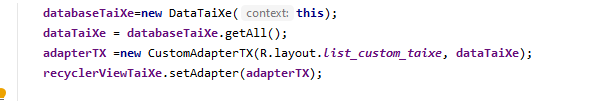 databaseTaiXe=new DataTaiXe( context: this);
dataTaiXe = databaseTaiXe.getAll();
adapterTX =new CustomAdapterTX(R.layout.list_custom_taixe, dataTaiXe);
recyclerViewTaiXe.setAdapter(adapterTX);